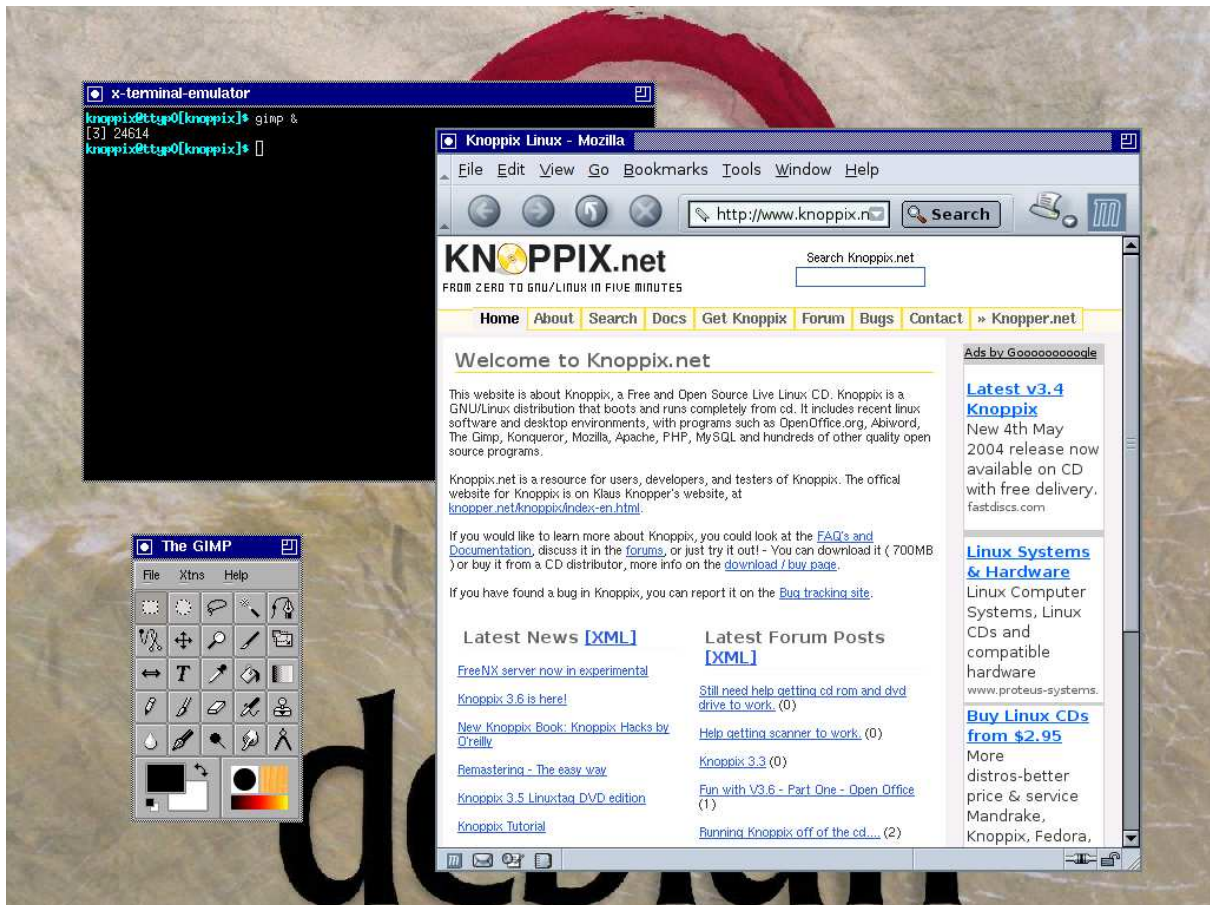 x-terminal-emulator
knoppix@ttyp0[knoppix]$ gimp &
[3] 24614
knoppix@ttyp0[knoppix]$
Knoppix Linux - Mozilla
File Edit View Go Bookmarks Tools Window Help
http://www.knoppix.n
Search
KNOPPIX.net
FROM ZERO TO GNU/LINUX IN FIVE MINUTES
Search Knoppix.net
Home About Search Docs Get Knoppix Forum Bugs Contact » Knopper.net
Welcome to Knoppix.net
This website is about Knoppix, a Free and Open Source Live Linux CD. Knoppix is a
GNU/Linux distribution that boots and runs completely from cd. It includes recent linux
software and desktop environments, with programs such as OpenOffice.org, Abiword,
The Gimp, Konqueror, Mozilla, Apache, PHP, MySQL and hundreds of other quality open
source programs.
Knoppix.net is a resource for users, developers, and testers of Knoppix. The offical
website for Knoppix is on Klaus Knopper's website, at
knopper.net/knoppix/index-en.html.
If you would like to learn more about Knoppix, you could look at the FAQ's and
Documentation, discuss it in the forums, or just try it out! - You can download it ( 700MB
) or buy it from a CD distributor, more info on the download / buy page.
If you have found a bug in Knoppix, you can report it on the Bug tracking site.
Latest News [XML]
FreeNX server now in experimental
Knoppix 3.6 is here!
New Knoppix Book: Knoppix Hacks by
O'reilly
Remastering - The easy way
Knoppix 3.5 Linuxtag DVD edition
Knoppix Tutorial
Latest Forum Posts
[XML]
Still need help getting cd rom and dvd
drive to work. (0)
Help getting scanner to work. (0)
Knoppix 3.3 (0)
Fun with V3.6 - Part One - Open Office
(1)
Running Knoppix off of the cd.... (2)
Ads by Gooooooooogle
Latest v3.4
Knoppix
New 4th May
2004 release now
available on CD
with free delivery.
fastdiscs.com
Linux Systems
& Hardware
Linux Computer
Systems, Linux
CDs and
compatible
hardware
www.proteus-systems.
Buy Linux CDs
from $2.95
More
distros-better
price & service
Mandrake,
Knoppix, Fedora,
The GIMP
File Xtns Help
debian